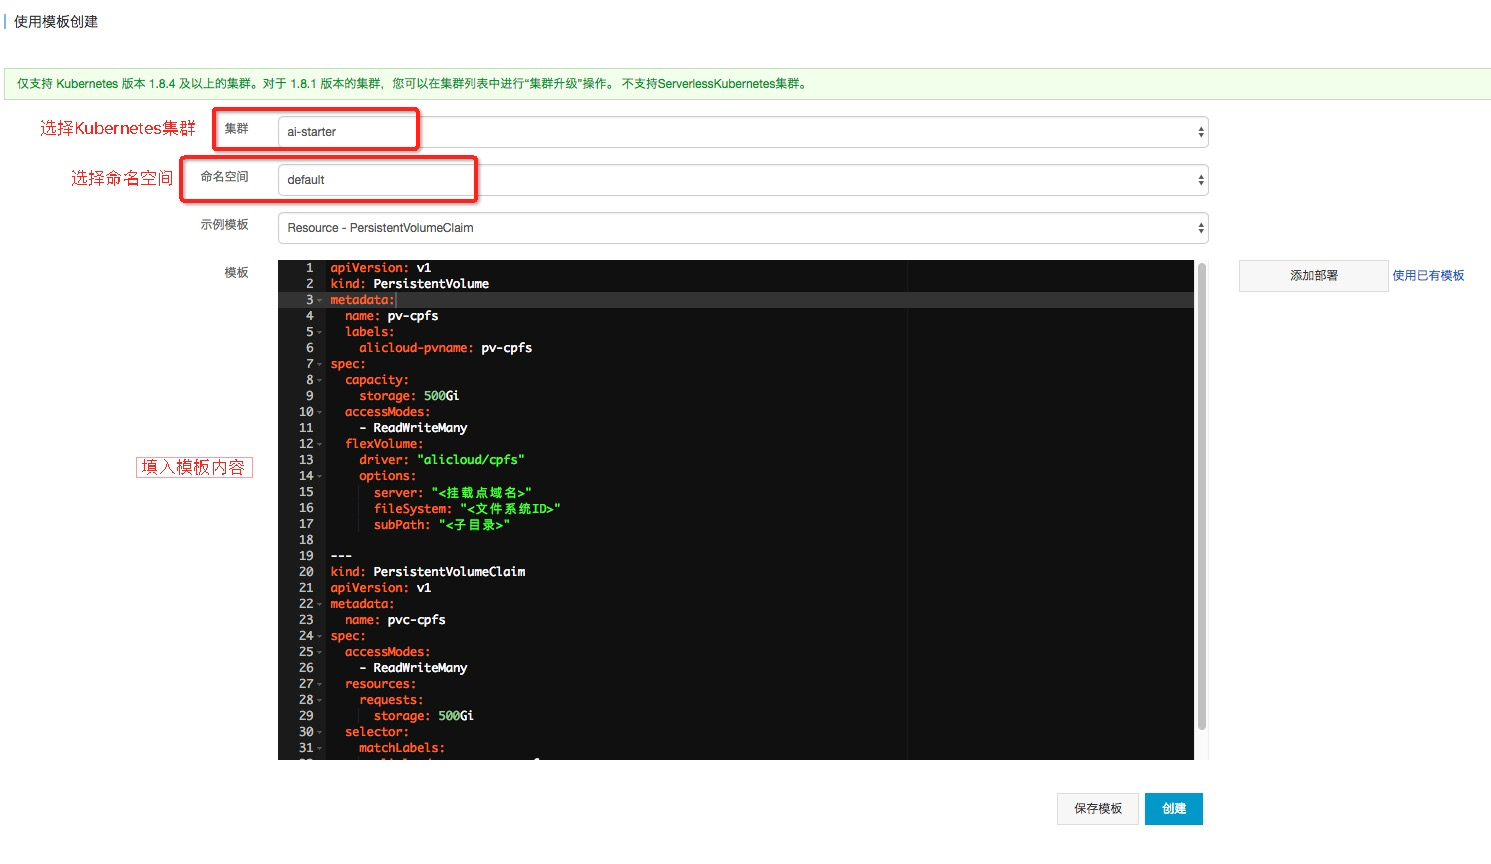 使用模板创建
仅支持 Kubernetes 版本 1.8.4 及以上的集群。对于 1.8.1 版本的集群，您可以在集群列表中进行“集群升级”操作。 不支持ServerlessKubernetes集群。
选择Kubernetes集群 集群 ai-starter
选择命名空间 命名空间 default
示例模板 Resource - PersistentVolumeClaim
模板
添加部署 使用已有模板
填入模板内容
1 apiVersion: v1
2 kind: PersistentVolume
3 metadata:
4   name: pv-cpfs
5   labels:
6     alicloud-pvname: pv-cpfs
7 spec:
8   capacity:
9     storage: 500Gi
10   accessModes:
11     - ReadWriteMany
12   flexVolume:
13     driver: "alicloud/cpfs"
14     options:
15       server: "<挂载点域名>"
16       fileSystem: "<文件系统ID>"
17       subPath: "<子目录>"
18
19 ---
20 kind: PersistentVolumeClaim
21 apiVersion: v1
22 metadata:
23   name: pvc-cpfs
24 spec:
25   accessModes:
26     - ReadWriteMany
27   resources:
28     requests:
29       storage: 500Gi
30   selector:
31     matchLabels:
保存模板 创建